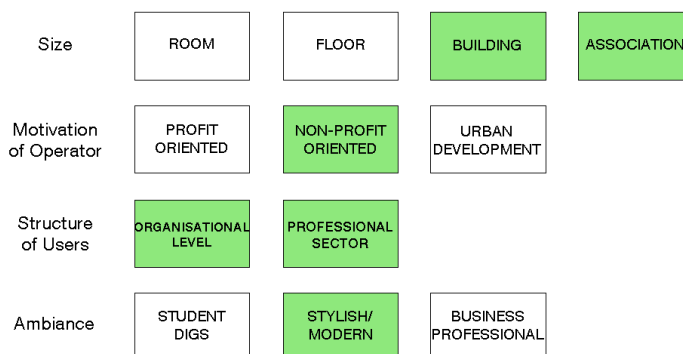 Size
ROOM
FLOOR
BUILDING
ASSOCIATION
Motivation
of Operator
PROFIT
ORIENTED
NON-PROFIT
ORIENTED
URBAN
DEVELOPMENT
Structure
of Users
ORGANISATIONAL
LEVEL
PROFESSIONAL
SECTOR
Ambiance
STUDENT
DIGS
STYLISH/
MODERN
BUSINESS
PROFESSIONAL